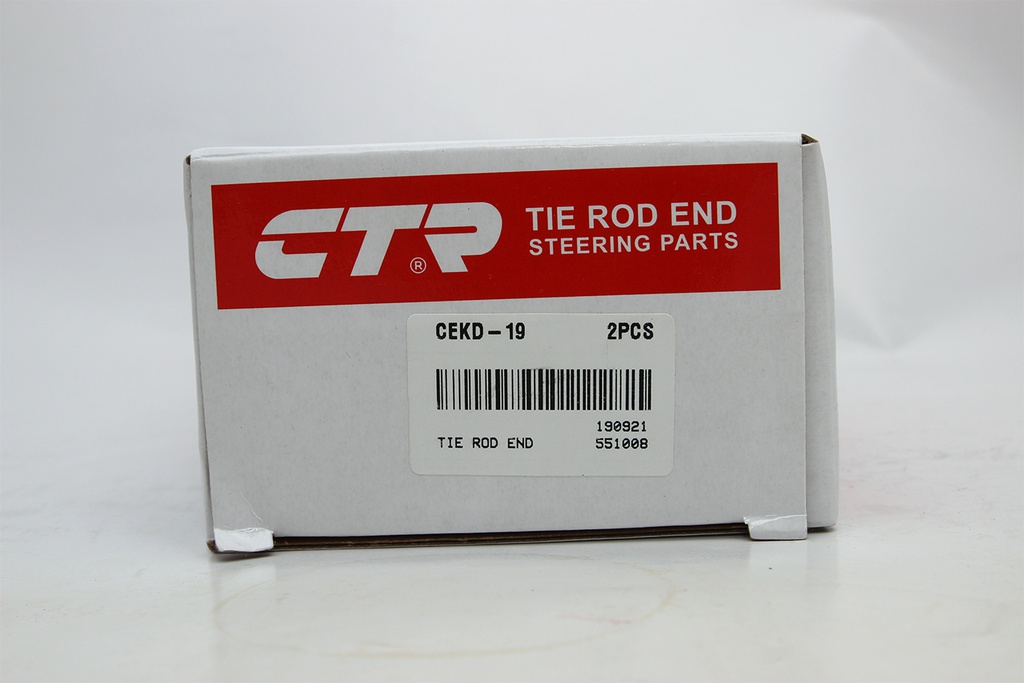 CTR®
TIE ROD END
STEERING PARTS
CEKD-19 2PCS
190921
TIE ROD END 551008